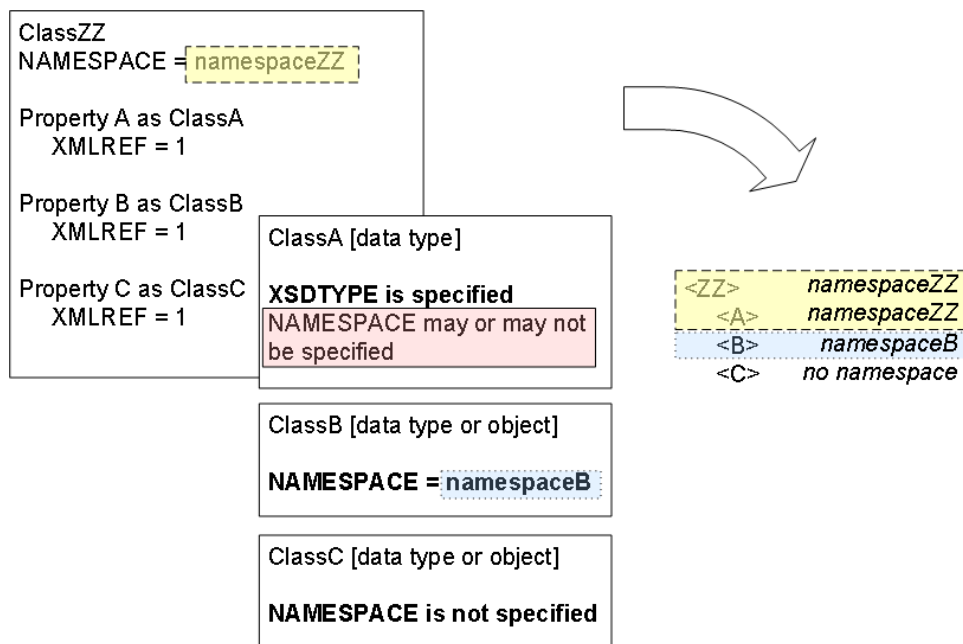 ClassZZ
NAMESPACE = namespaceZZ
Property A as ClassA
XMLREF = 1
Property B as ClassB
XMLREF = 1
Property C as ClassC
XMLREF = 1
ClassA [data type]
XSDTYPE is specified
NAMESPACE may or may not
be specified
ClassB [data type or object]
NAMESPACE = namespaceB
ClassC [data type or object]
NAMESPACE is not specified
<ZZ> namespaceZZ
<A> namespaceZZ
<B> namespaceB
<C> no namespace